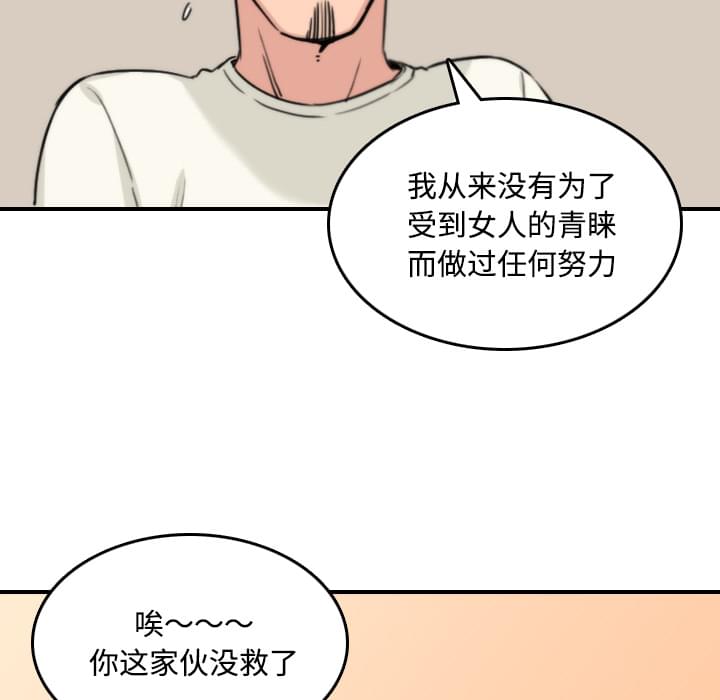 我从来没有为了
受到女人的青睐
而做过任何努力
唉～～～
你这家伙没救了